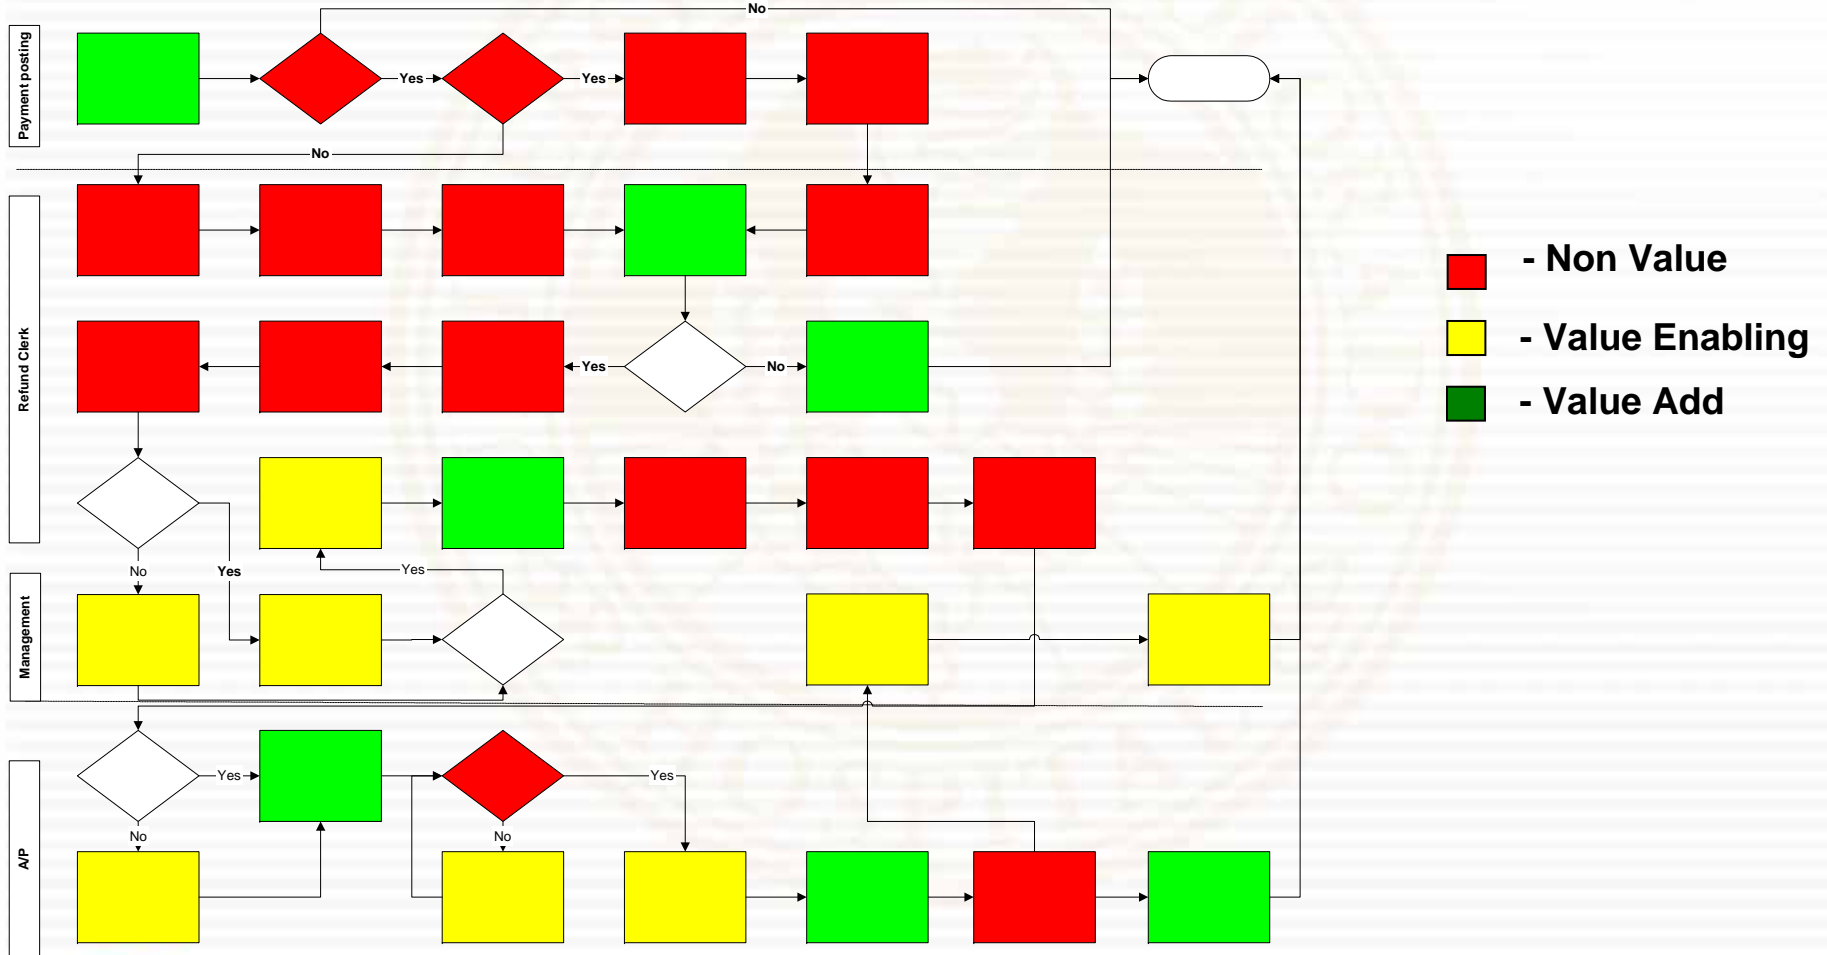 No
Payment posting
Yes
Yes
No
Refund Clerk
- Non Value
- Value Enabling
Yes
No
- Value Add
No
Yes
Yes
Management
Yes
Yes
No
No
A/P